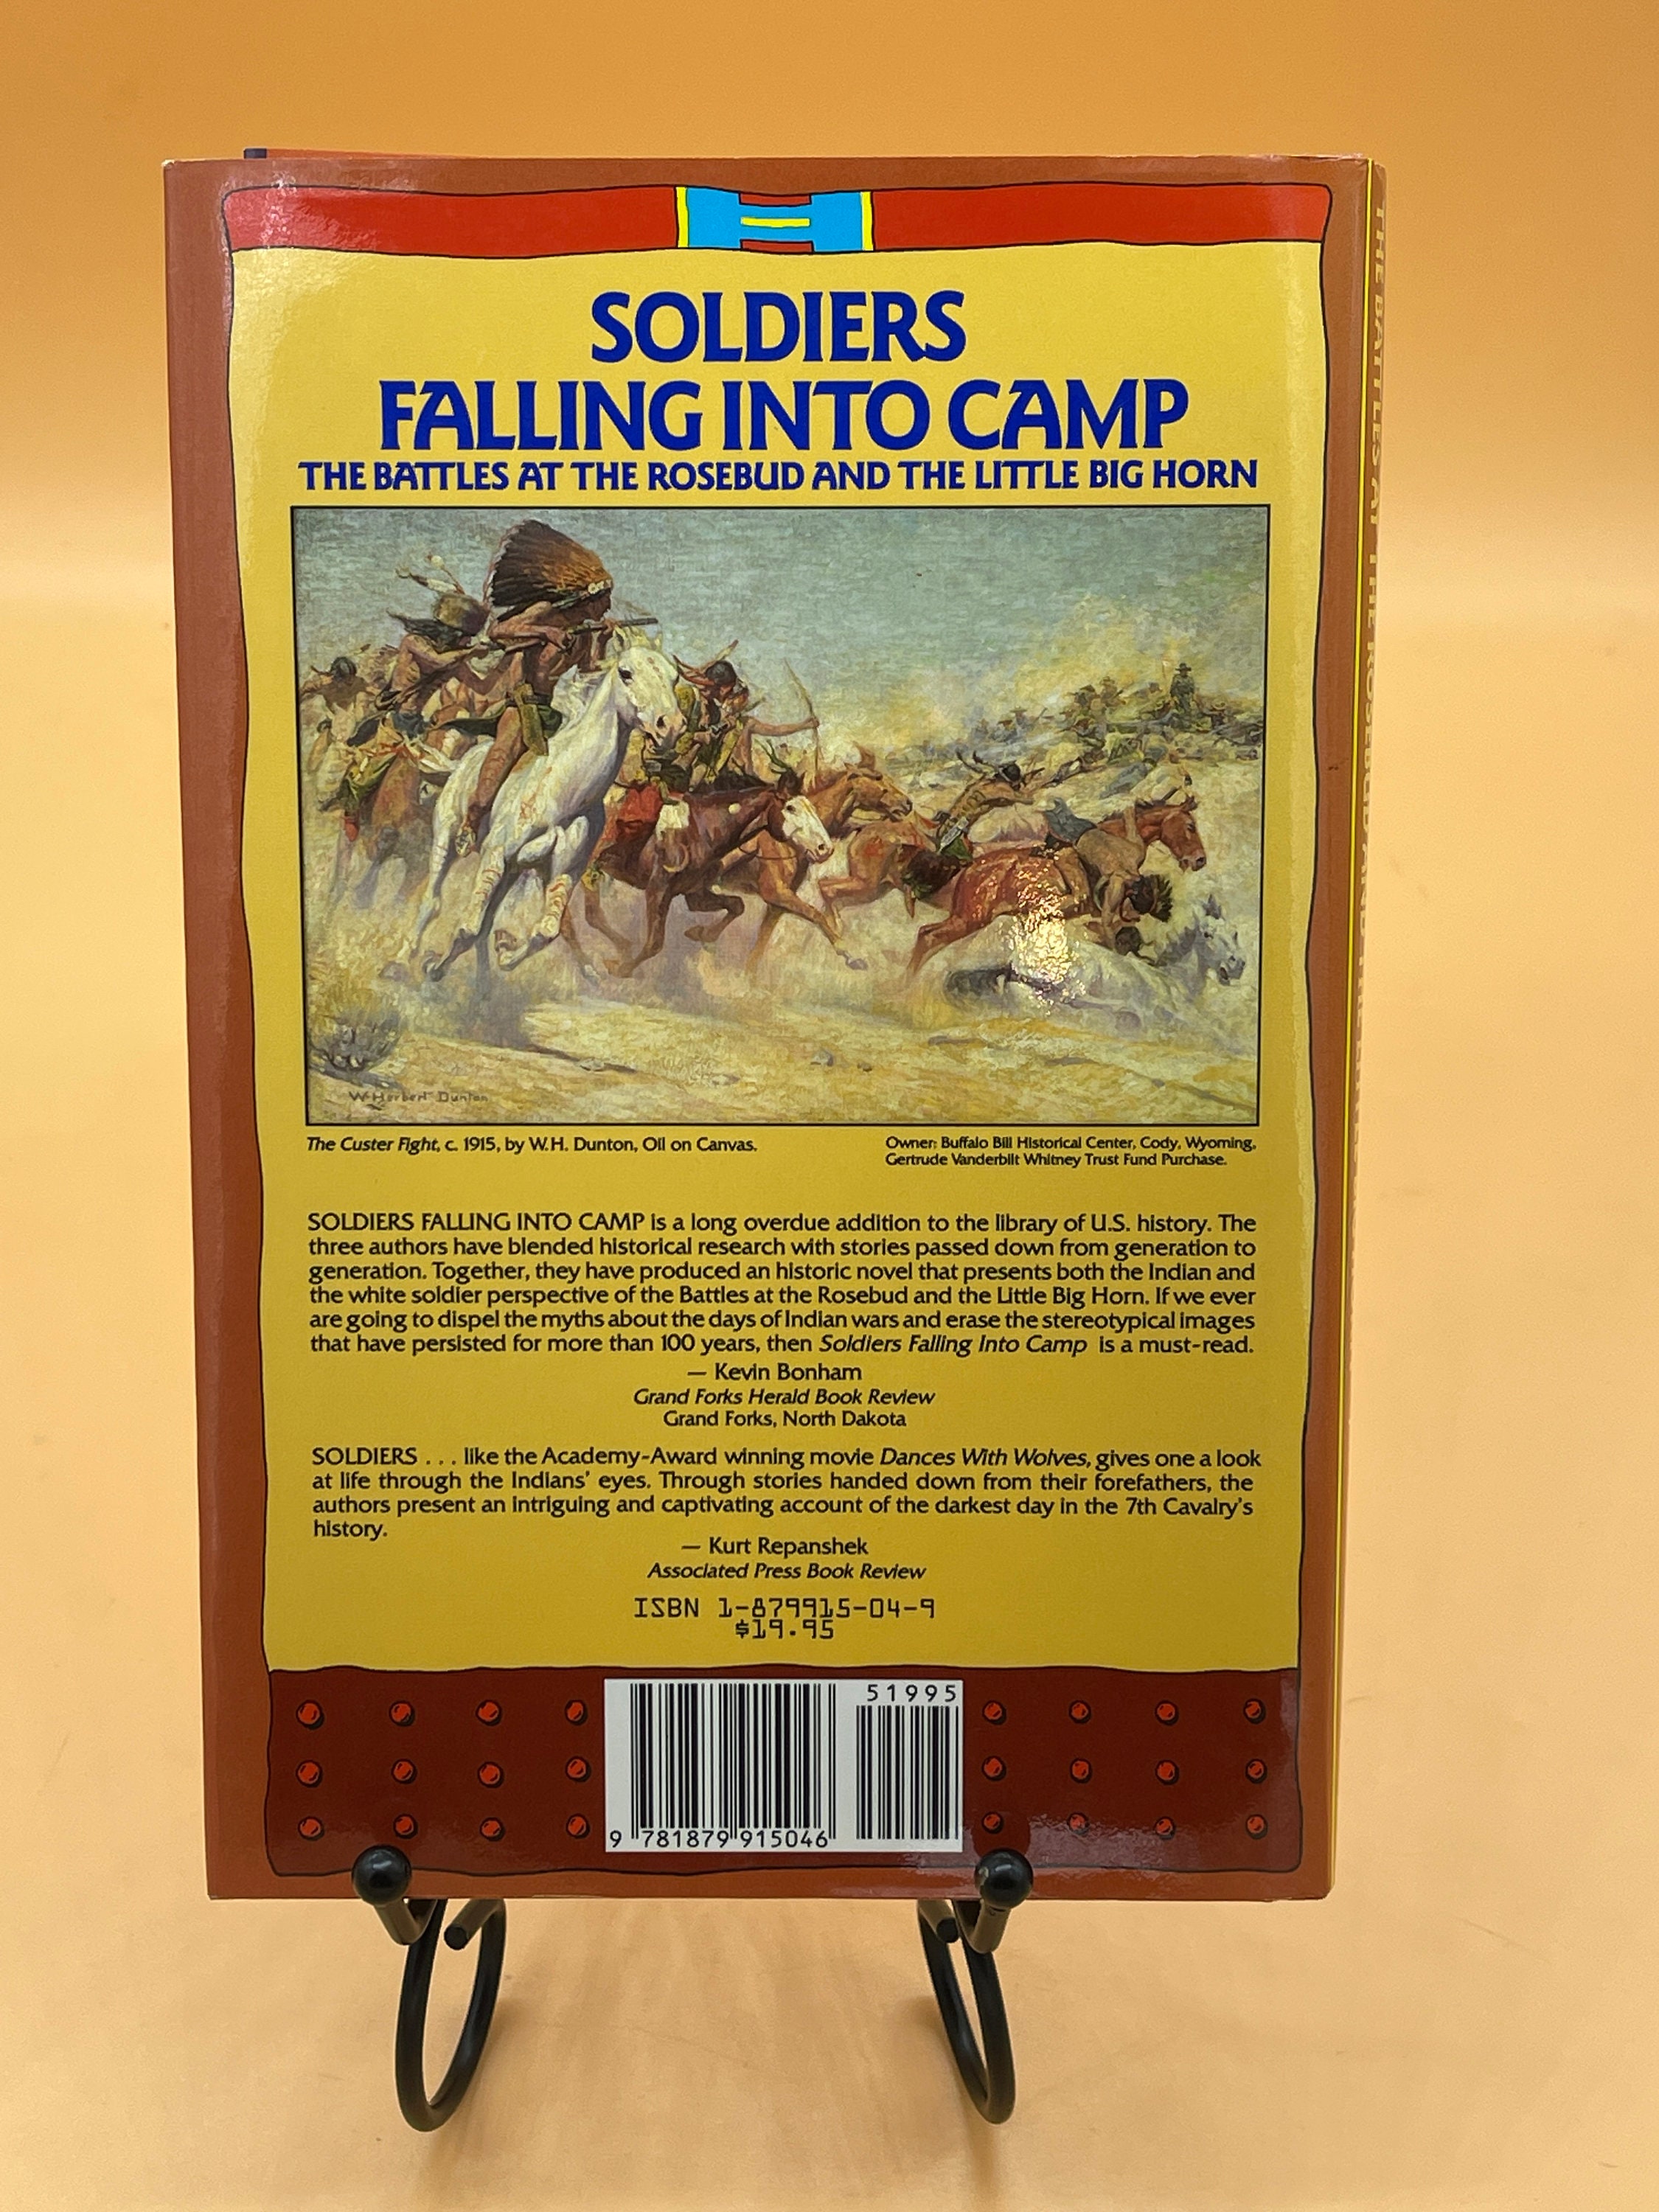 SOLDIERS
FALLING INTO CAMP
THE BATTLES AT THE ROSEBUD AND THE LITTLE BIG HORN
W. Herbert Dunton
The Custer Fight, c. 1915, by W.H. Dunton, Oil on Canvas.
Owner: Buffalo Bill Historical Center, Cody, Wyoming,
Gertrude Vanderbilt Whitney Trust Fund Purchase.
SOLDIERS FALLING INTO CAMP is a long overdue addition to the library of U.S. history. The
three authors have blended historical research with stories passed down from generation to
generation. Together, they have produced an historic novel that presents both the Indian and
the white soldier perspective of the Battles at the Rosebud and the Little Big Horn. If we ever
are going to dispel the myths about the days of Indian wars and erase the stereotypical images
that have persisted for more than 100 years, then Soldiers Falling Into Camp is a must-read.
— Kevin Bonham
Grand Forks Herald Book Review
Grand Forks, North Dakota
SOLDIERS . . . like the Academy-Award winning movie Dances With Wolves, gives one a look
at life through the Indians' eyes. Through stories handed down from their forefathers, the
authors present an intriguing and captivating account of the darkest day in the 7th Cavalry's
history.
— Kurt Repanshek
Associated Press Book Review
ISBN 1-879915-04-9
$19.95
51995
9 781879 915046
THE BATTLES AT THE ROSEBUD AND THE LITTLE BIG